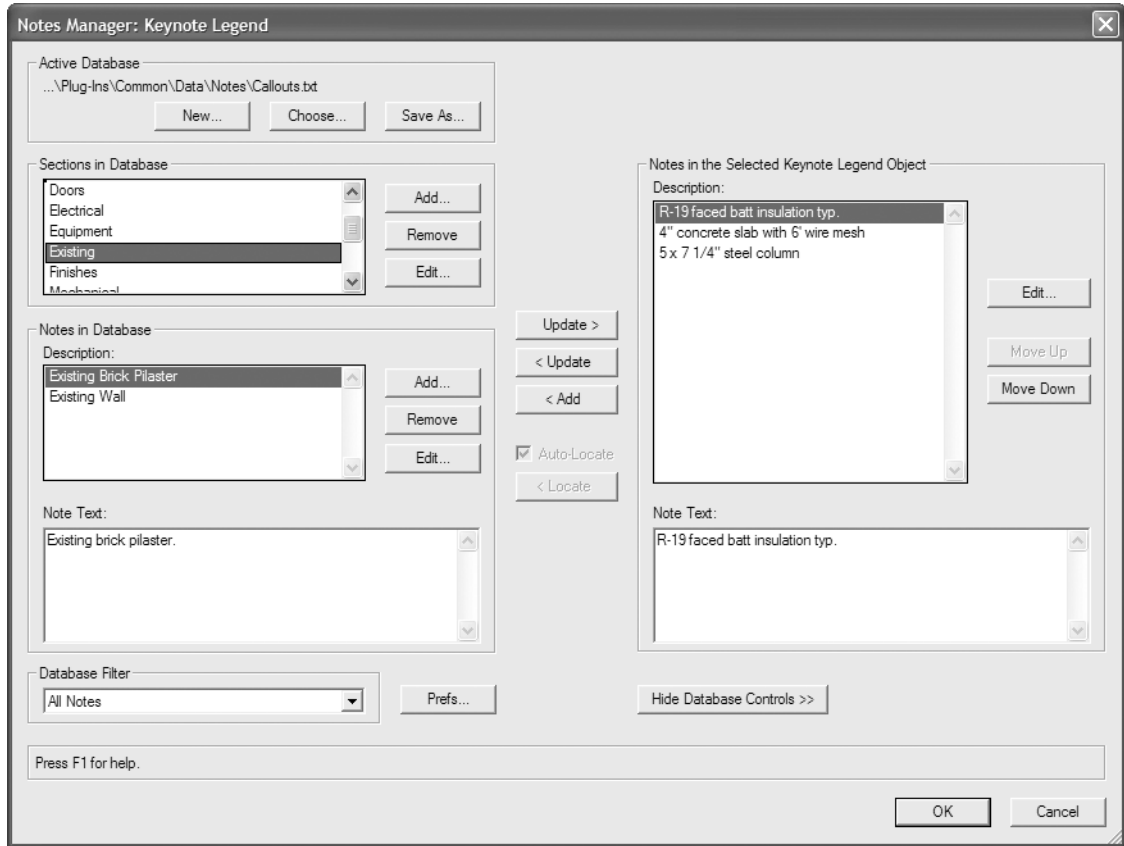 Notes Manager: Keynote Legend
Active Database
...\Plug-Ins\Common\Data\Notes\Callouts.txt
New...
Choose...
Save As...
Sections in Database
Doors
Electrical
Equipment
Existing
Finishes
Mechanical
Add...
Remove
Edit...
Notes in Database
Description:
Existing Brick Pilaster
Existing Wall
Add...
Remove
Edit...
Note Text:
Existing brick pilaster.
Database Filter
All Notes
Prefs...
Update >
< Update
< Add
Auto-Locate
< Locate
Notes in the Selected Keynote Legend Object
Description:
R-19 faced batt insulation typ.
4" concrete slab with 6' wire mesh
5 x 7 1/4" steel column
Edit...
Move Up
Move Down
Note Text:
R-19 faced batt insulation typ.
Hide Database Controls >>
Press F1 for help.
OK
Cancel